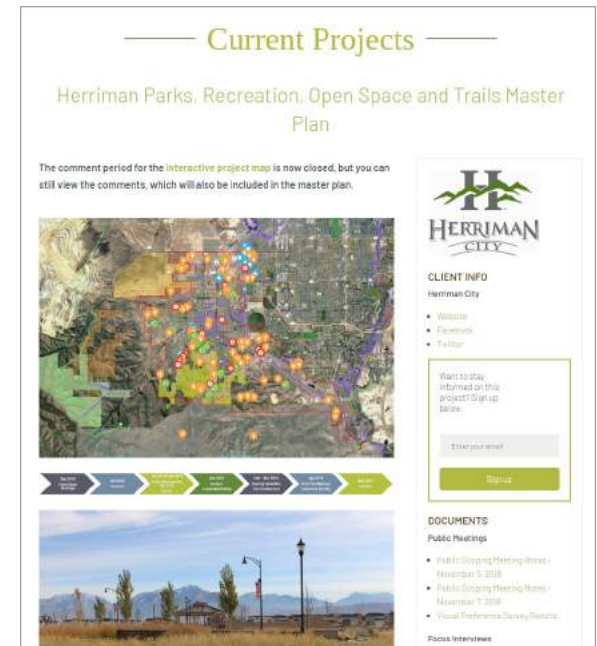 Current Projects
Herriman Parks, Recreation, Open Space and Trails Master
Plan
The comment period for the interactive project map is now closed, but you can
still view the comments, which will also be included in the master plan.
HERRIMAN
CITY
CLIENT INFO
Herriman City
Website
Facebook
Twitter
Want to stay
informed on this
project? Sign up
below.
Enter your email
Sign up
DOCUMENTS
Public Meetings
Public Scoping Meeting Notes -
November 5, 2018
Public Scoping Meeting Notes -
November 7, 2018
Visual Preference Survey Results
Focus Interviews